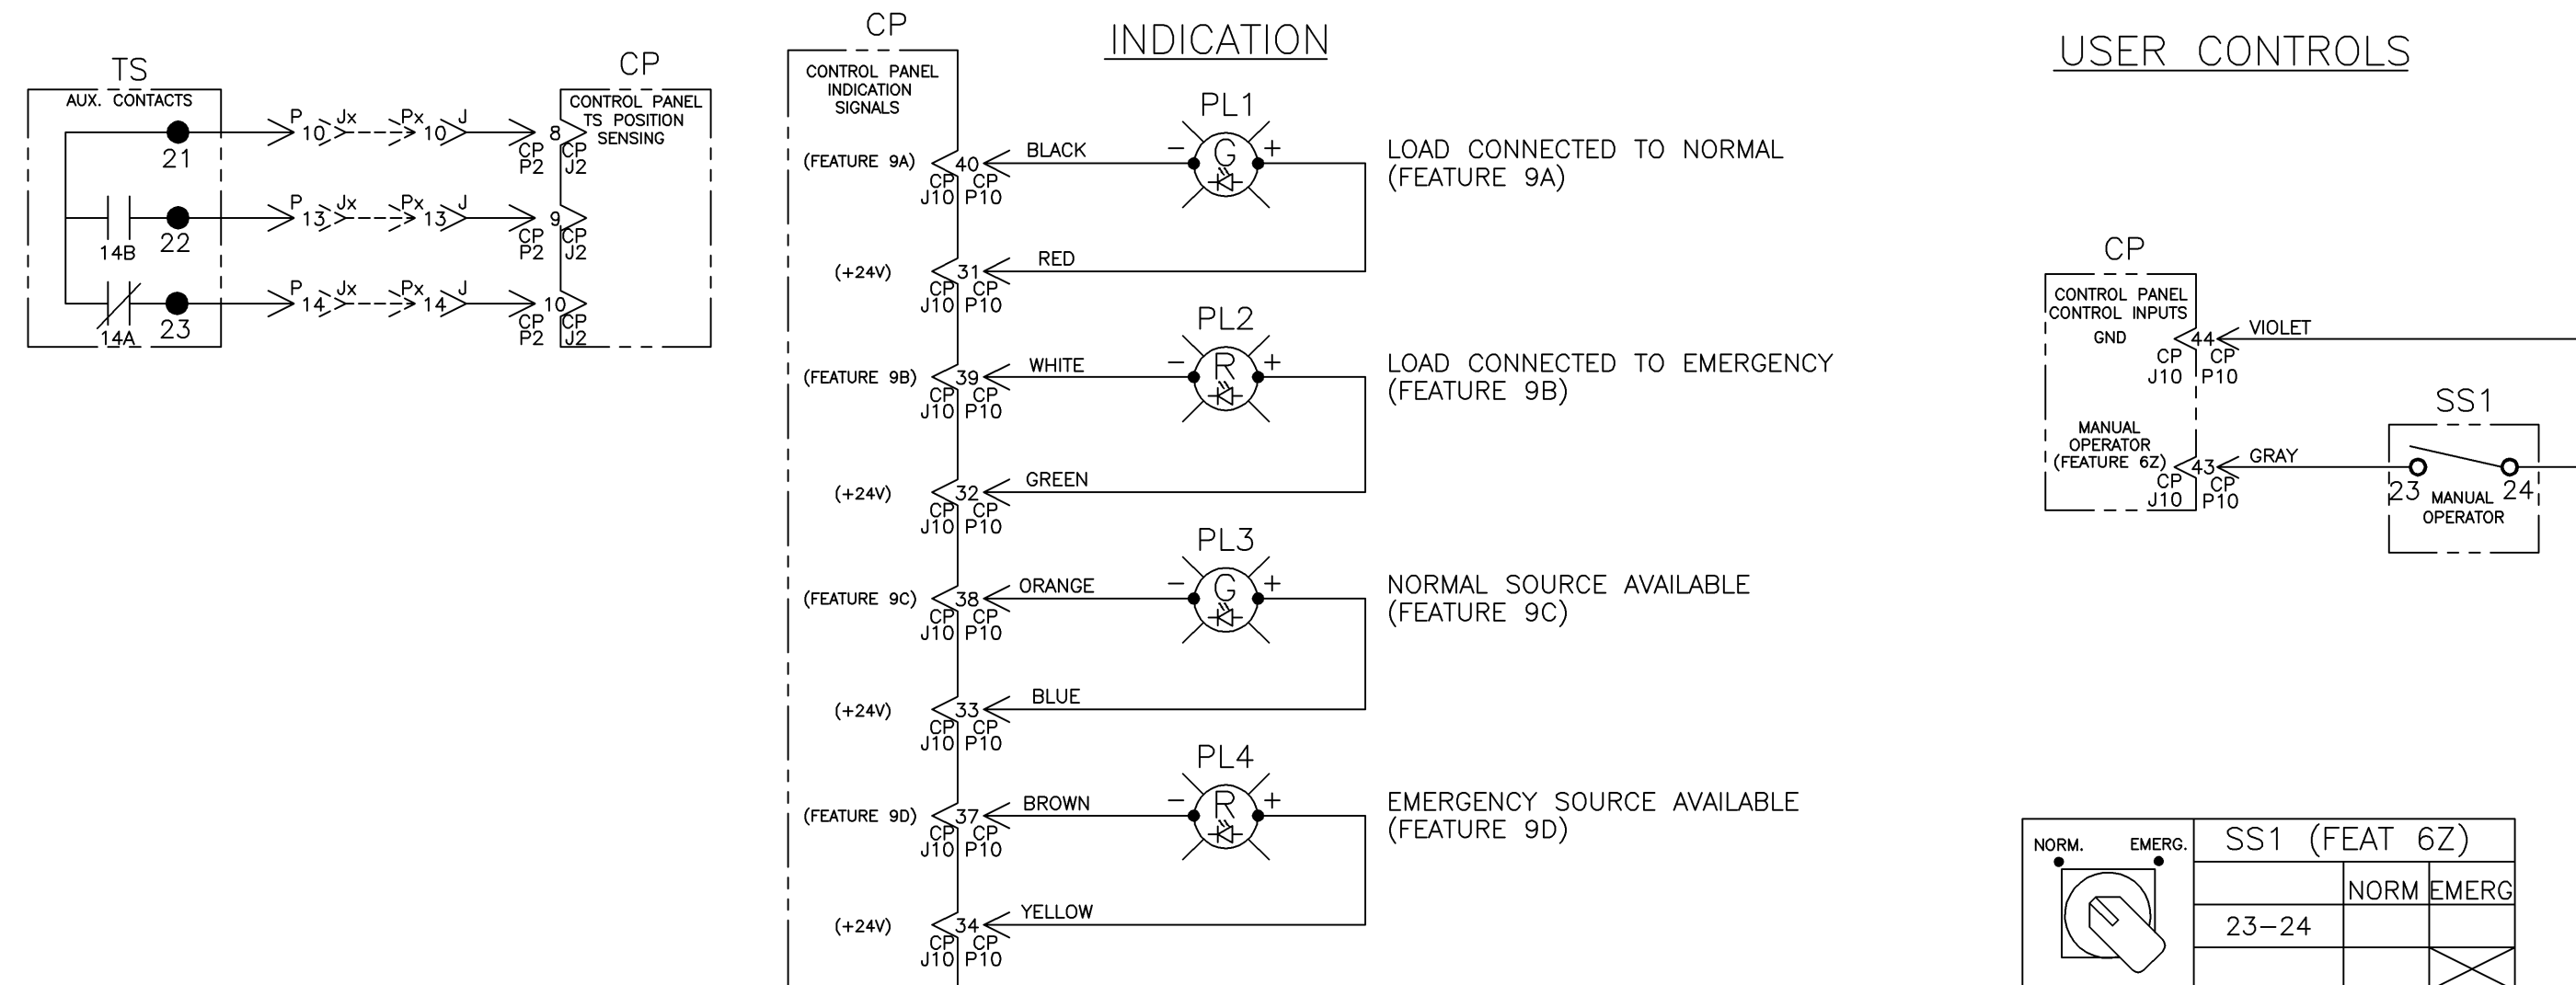 TS
AUX. CONTACTS
21
22
14B
23
14A
P 10 Jx Px 10 J
P 13 Jx Px 13 J
P 14 Jx Px 14 J
CP
CONTROL PANEL
TS POSITION
SENSING
8
CP CP
P2 J2
9
CP CP
P2 J2
10
CP CP
P2 J2
CP
CONTROL PANEL
INDICATION
SIGNALS
INDICATION
PL1
(FEATURE 9A) 40 BLACK - G + LOAD CONNECTED TO NORMAL
(FEATURE 9A)
CP CP
J10 P10
(+24V) 31 RED
CP CP
J10 P10
PL2
(FEATURE 9B) 39 WHITE - R + LOAD CONNECTED TO EMERGENCY
(FEATURE 9B)
CP CP
J10 P10
(+24V) 32 GREEN
CP CP
J10 P10
PL3
(FEATURE 9C) 38 ORANGE - G + NORMAL SOURCE AVAILABLE
(FEATURE 9C)
CP CP
J10 P10
(+24V) 33 BLUE
CP CP
J10 P10
PL4
(FEATURE 9D) 37 BROWN - R + EMERGENCY SOURCE AVAILABLE
(FEATURE 9D)
CP CP
J10 P10
(+24V) 34 YELLOW
CP CP
J10 P10
USER CONTROLS
CP
CONTROL PANEL
CONTROL INPUTS
GND 44 VIOLET
CP CP
J10 P10
MANUAL
OPERATOR
(FEATURE 6Z) 43 GRAY
CP CP
J10 P10
SS1
23 24
MANUAL
OPERATOR
NORM. EMERG.
SS1 (FEAT 6Z)
NORM EMERG
23-24